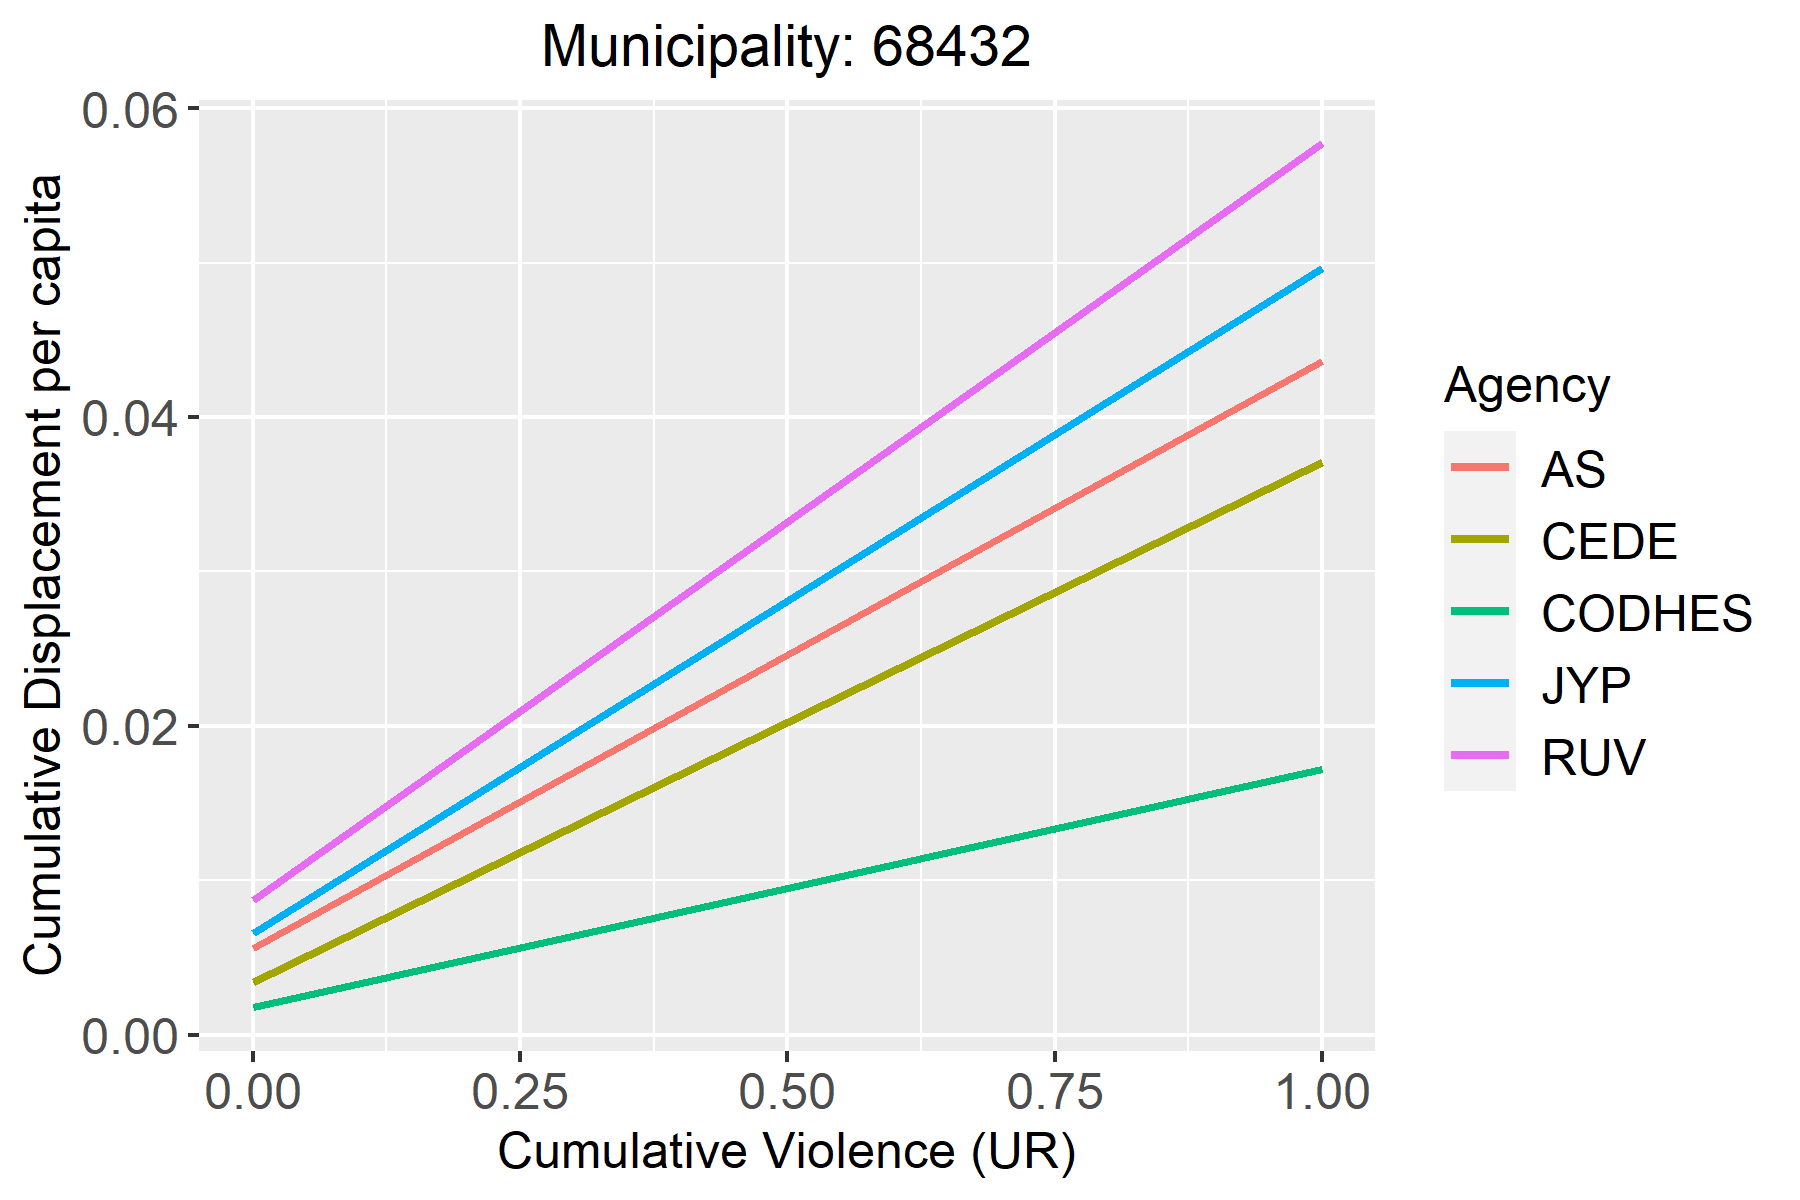 Municipality: 68432
0.06
0.04
0.02
0.00
Cumulative Displacement per capita
0.00 0.25 0.50 0.75 1.00
Cumulative Violence (UR)
Agency
AS
CEDE
CODHES
JYP
RUV